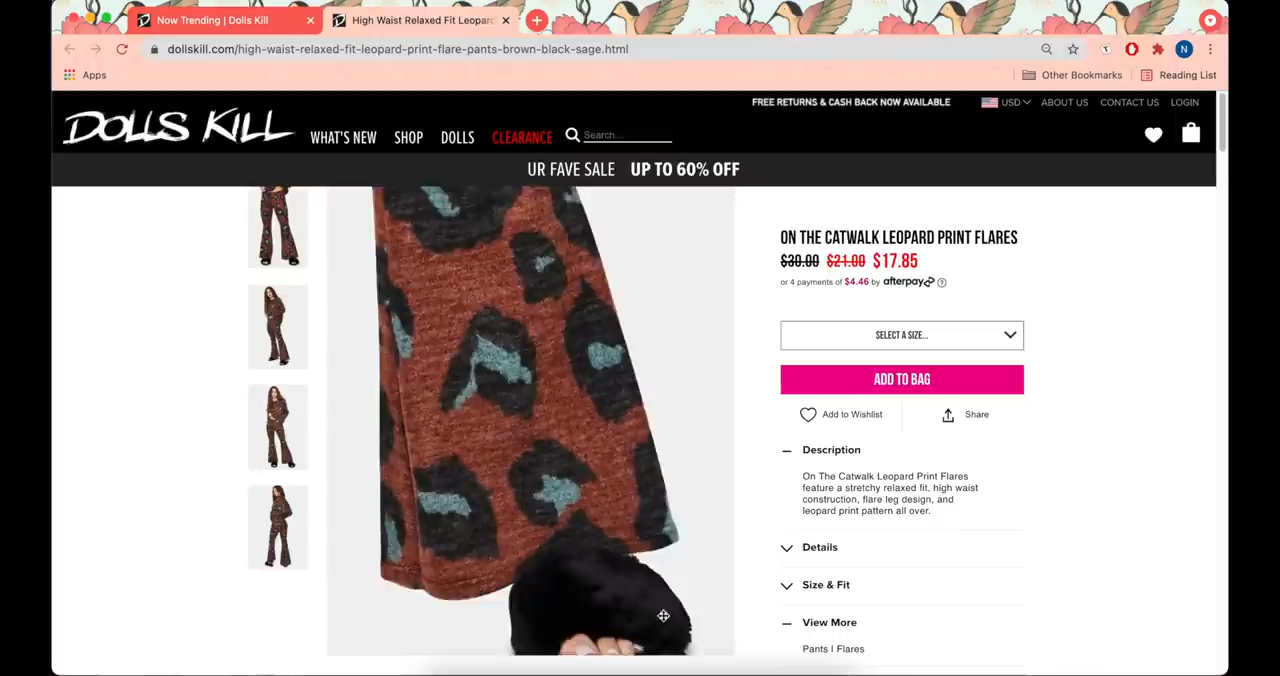 Now Trending | Dolls Kill
High Waist Relaxed Fit Leopar
dollskill.com/high-waist-relaxed-fit-leopard-print-flare-pants-brown-black-sage.html
N
Apps
Other Bookmarks
Reading List
FREE RETURNS & CASH BACK NOW AVAILABLE
USD
ABOUT US
CONTACT US
LOGIN
DOLLS KILL
WHAT'S NEW
SHOP
DOLLS
CLEARANCE
Search...
UR FAVE SALE UP TO 60% OFF
ON THE CATWALK LEOPARD PRINT FLARES
$30.00 $21.00 $17.85
or 4 payments of $4.46 by afterpay
SELECT A SIZE...
ADD TO BAG
Add to Wishlist
Share
Description
On The Catwalk Leopard Print Flares
feature a stretchy relaxed fit, high waist
construction, flare leg design, and
leopard print pattern all over.
Details
Size & Fit
View More
Pants | Flares